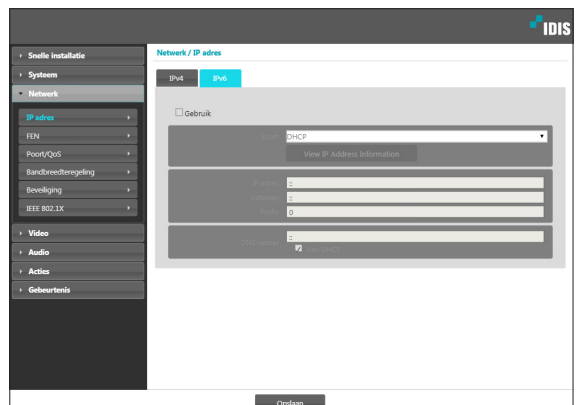 IDIS
Snelle installatie
Systeem
Netwerk
IP adres
FEN
Poort/QoS
Bandbreedteregeling
Beveiliging
IEEE 802.1X
Video
Audio
Acties
Gebeurtenis
Netwerk / IP adres
IPv4 IPv6
Gebruik
DHCP
View IP Address Information
IP adres ::
Gateway ::
Prefix 0
DNS server ::
Opslaan